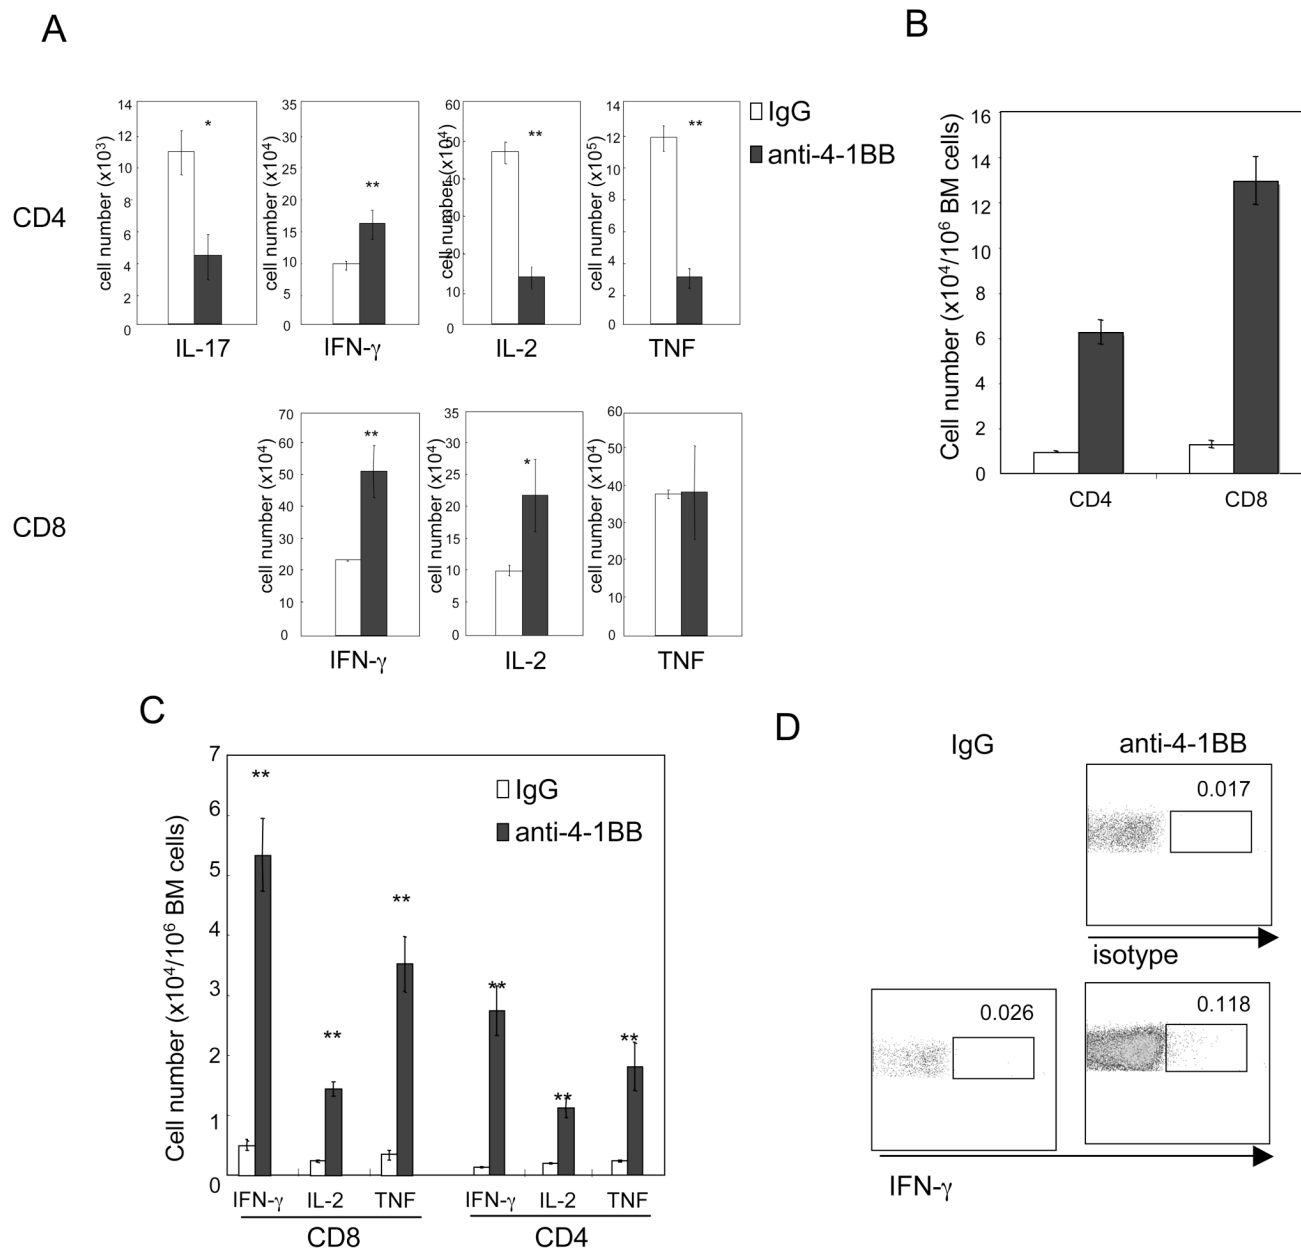 A
B
IgG
anti-4-1BB
CD4
cell number (x10³)
14
12
10
8
6
4
2
0
*
IL-17
cell number (x10⁴)
35
30
25
20
15
10
5
0
**
IFN-γ
cell number (x10⁴)
60
50
40
30
20
10
0
**
IL-2
cell number (x10⁵)
14
12
10
8
6
4
2
0
**
TNF
CD8
cell number (x10⁴)
70
60
50
40
30
20
10
0
**
IFN-γ
cell number (x10⁴)
35
30
25
20
15
10
5
0
*
IL-2
cell number (x10⁴)
60
50
40
30
20
10
0
TNF
Cell number (x10⁴/10⁶ BM cells)
16
14
12
10
8
6
4
2
0
CD4 CD8
C
Cell number (x10⁴/10⁶ BM cells)
7
6
5
4
3
2
1
0
IgG
anti-4-1BB
** ** ** ** ** **
IFN-γ IL-2 TNF IFN-γ IL-2 TNF
CD8 CD4
D
IgG anti-4-1BB
0.017
isotype
0.026 0.118
IFN-γ